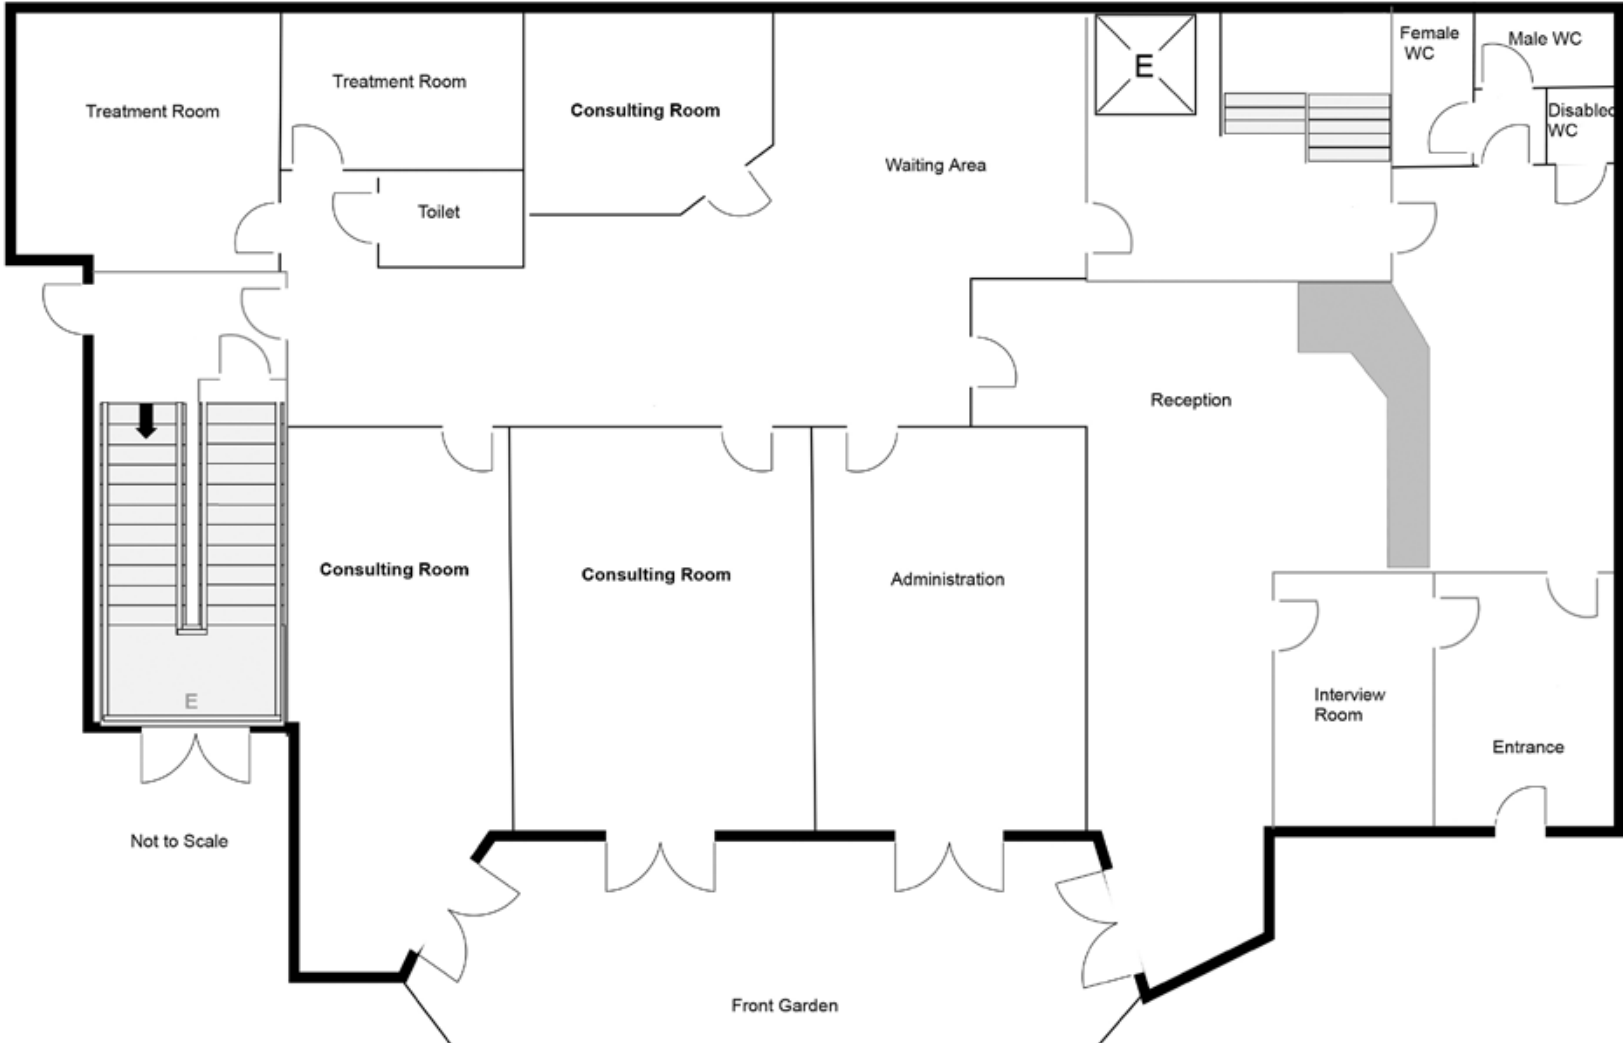 Treatment Room
Treatment Room
Consulting Room
E
Female
WC
Male WC
Disabled
WC
Waiting Area
Toilet
Reception
Consulting Room
Consulting Room
Administration
E
Interview
Room
Entrance
Not to Scale
Front Garden